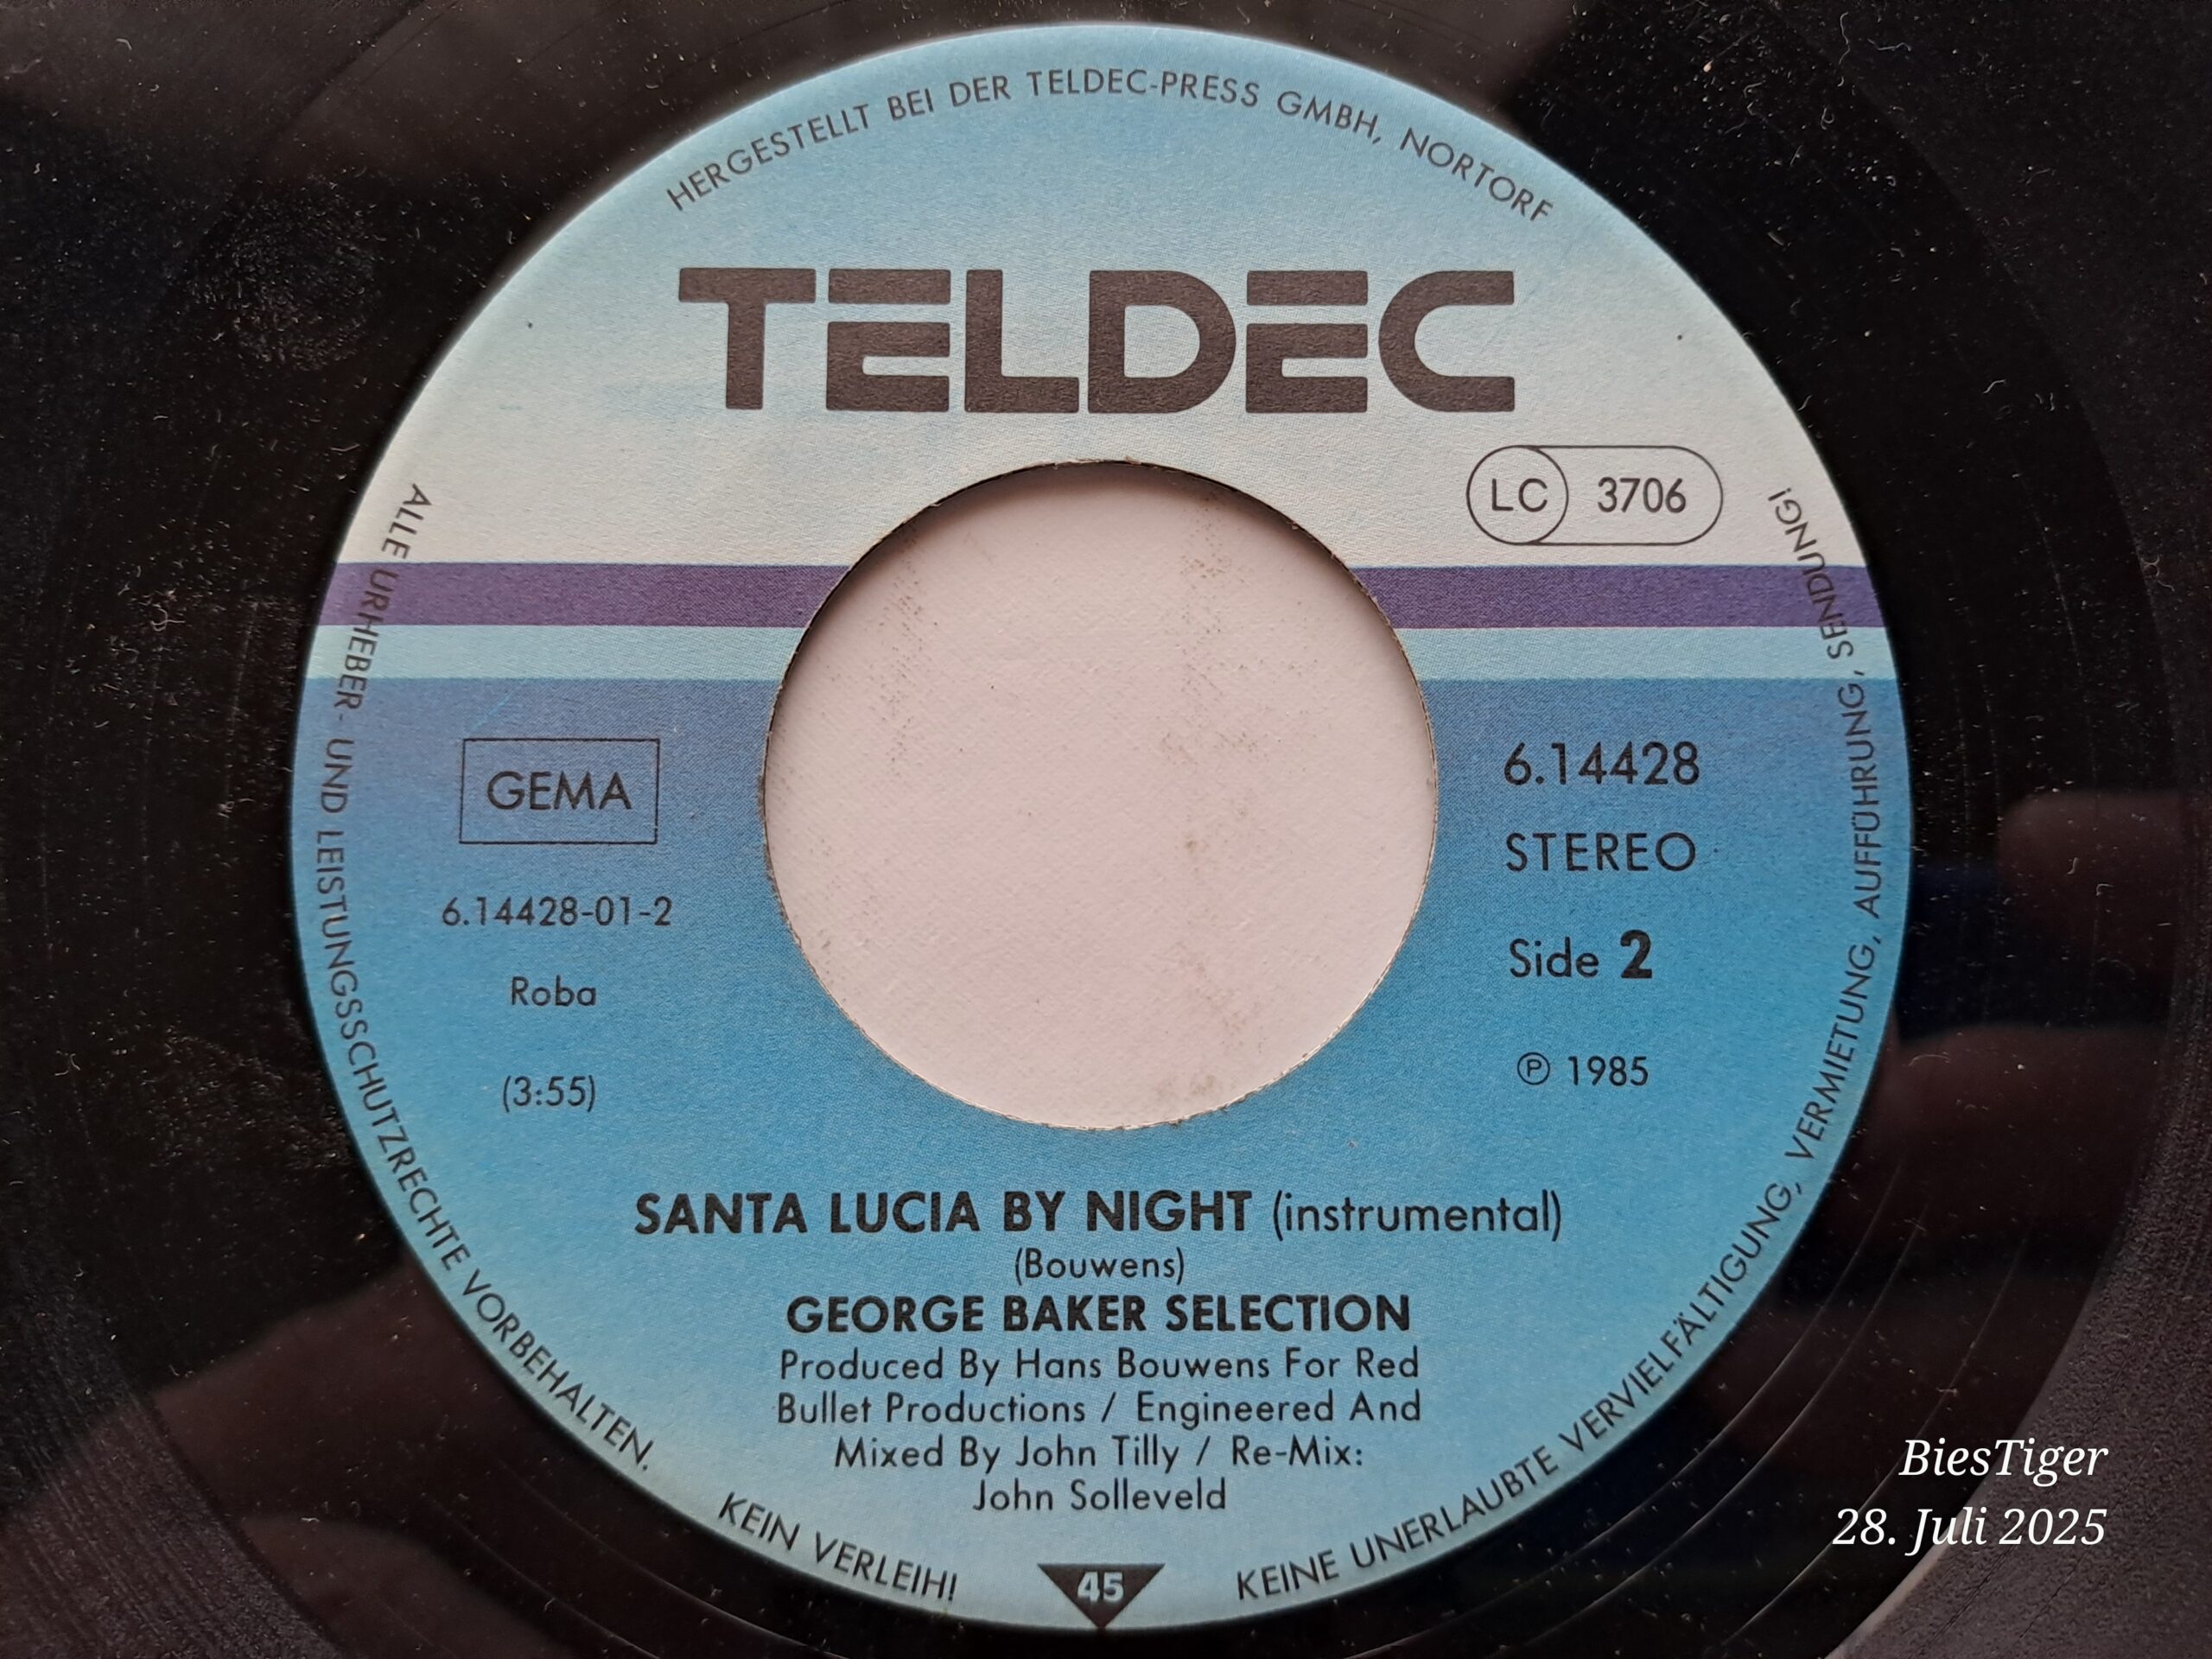 HERGESTELLT BEI DER TELDEC-PRESS GMBH, NORTORF
TELDEC
LC 3706
GEMA
6.14428-01-2
Roba
(3:55)
6.14428
STEREO
Side 2
℗ 1985
SANTA LUCIA BY NIGHT (instrumental)
(Bouwens)
GEORGE BAKER SELECTION
Produced By Hans Bouwens For Red
Bullet Productions / Engineered And
Mixed By John Tilly / Re-Mix:
John Solleveld
ALLE URHEBER- UND LEISTUNGSSCHUTZRECHTE VORBEHALTEN.
KEIN VERLEIH!
45
KEINE UNERLAUBTE VERVIELFÄLTIGUNG, VERMIETUNG, AUFFÜHRUNG, SENDUNG!
BiesTiger
28. Juli 2025